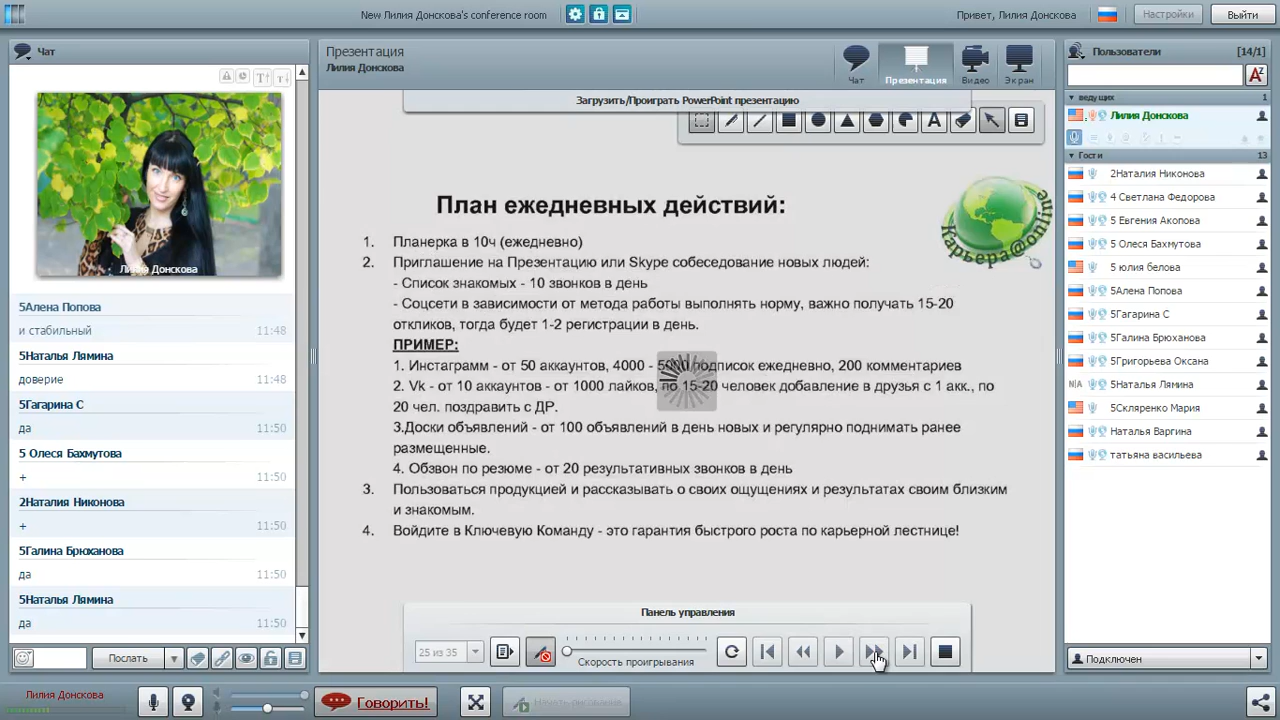 New Лилия Донскова's conference room
Привет, Лилия Донскова
Настройки
Выйти
Чат
Лилия Донскова
5Алена Попова
и стабильный 11:48
5Наталья Лямина
доверие 11:48
5Гагарина С
да 11:50
5 Олеся Бахмутова
+ 11:50
2Наталия Никонова
+ 11:50
5Галина Брюханова
да 11:50
5Наталья Лямина
да 11:50
Послать
Презентация
Лилия Донскова
Чат
Презентация
Видео
Экран
Загрузить/Проиграть PowerPoint презентацию
План ежедневных действий:
Карьера@online
1. Планерка в 10ч (ежедневно)
2. Приглашение на Презентацию или Skype собеседование новых людей:
- Список знакомых - 10 звонков в день
- Соцсети в зависимости от метода работы выполнять норму, важно получать 15-20
откликов, тогда будет 1-2 регистрации в день.
ПРИМЕР:
1. Инстаграмм - от 50 аккаунтов, 4000 - 5000 подписок ежедневно, 200 комментариев
2. Vk - от 10 аккаунтов - от 1000 лайков, по 15-20 человек добавление в друзья с 1 акк., по
20 чел. поздравить с ДР.
3.Доски объявлений - от 100 объявлений в день новых и регулярно поднимать ранее
размещенные.
4. Обзвон по резюме - от 20 результативных звонков в день
3. Пользоваться продукцией и рассказывать о своих ощущениях и результатах своим близким
и знакомым.
4. Войдите в Ключевую Команду - это гарантия быстрого роста по карьерной лестнице!
Панель управления
25 из 35
Скорость проигрывания
Пользователи [14/1]
ведущих 1
Лилия Донскова
Гости 13
2Наталия Никонова
4 Светлана Федорова
5 Евгения Акопова
5 Олеся Бахмутова
5 юлия белова
5Алена Попова
5Гагарина С
5Галина Брюханова
5Григорьева Оксана
N/A 5Наталья Лямина
5Скляренко Мария
Наталья Варгина
татьяна васильева
Подключен
Лилия Донскова
Говорить!